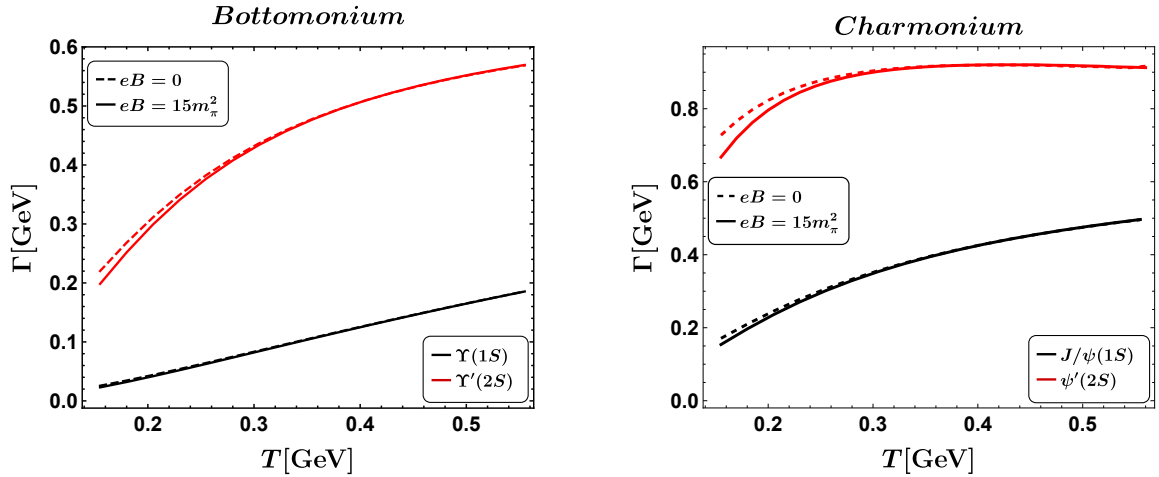 Bottomonium
0.6
0.5
0.4
0.3
0.2
0.1
0.0
Γ[GeV]
eB = 0
eB = 15m_π^2
Υ(1S)
Υ′(2S)
0.2 0.3 0.4 0.5
T[GeV]
Charmonium
0.8
0.6
0.4
0.2
0.0
Γ[GeV]
eB = 0
eB = 15m_π^2
J/ψ(1S)
ψ′(2S)
0.2 0.3 0.4 0.5
T[GeV]